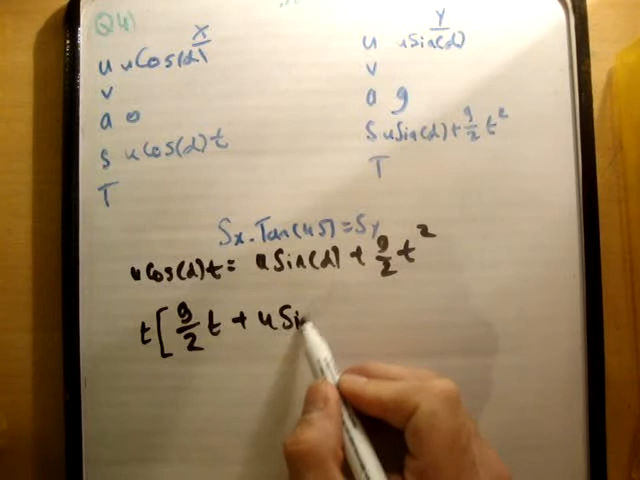 Q4)
X
u uCos(α)
v
a 0
s uCos(α)t
T
Y
u uSin(α)
v
a g
s uSin(α)+g/2 t²
T
Sx.Tan(45)=Sy
uCos(α)t = uSin(α) + g/2 t²
t[g/2 t + uSi